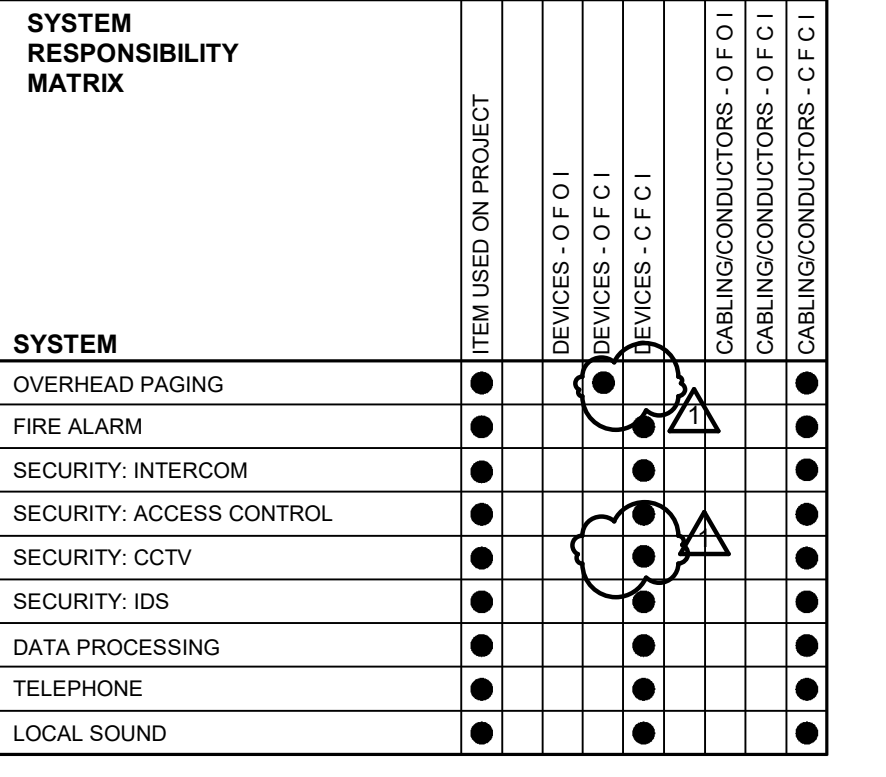 SYSTEM
RESPONSIBILITY
MATRIX
SYSTEM
ITEM USED ON PROJECT
DEVICES - O F O I
DEVICES - O F C I
DEVICES - C F C I
CABLING/CONDUCTORS - O F O I
CABLING/CONDUCTORS - O F C I
CABLING/CONDUCTORS - C F C I
OVERHEAD PAGING
1
FIRE ALARM
SECURITY: INTERCOM
SECURITY: ACCESS CONTROL
SECURITY: CCTV
SECURITY: IDS
DATA PROCESSING
TELEPHONE
LOCAL SOUND